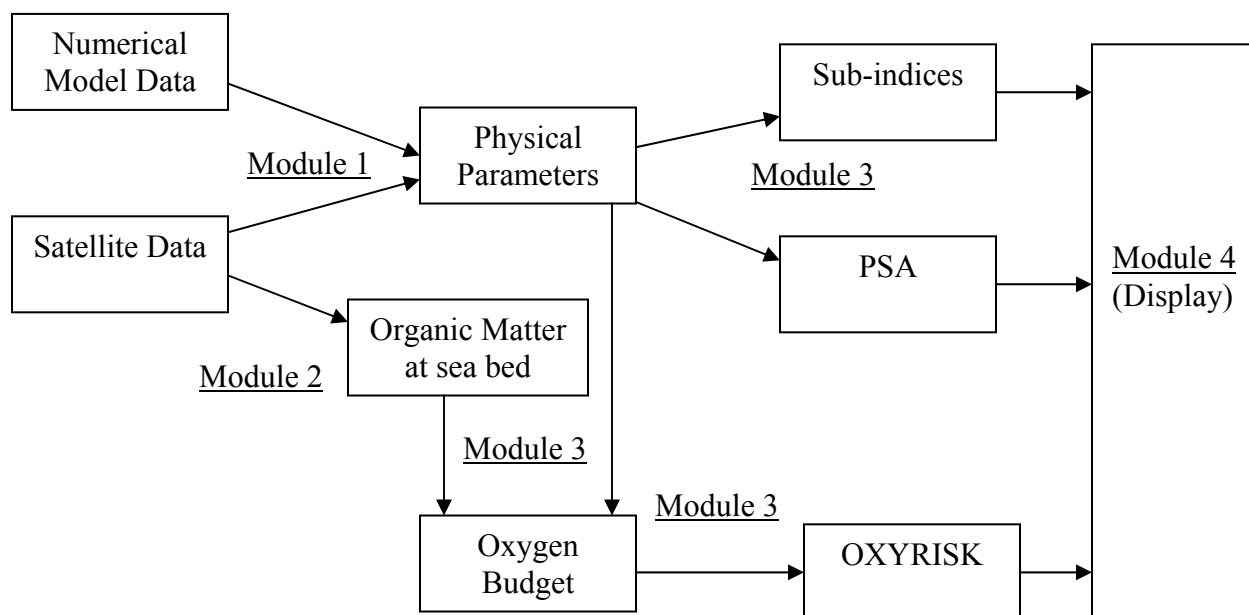 Numerical
Model Data
Sub-indices
Physical
Parameters
Module 1
Module 3
Satellite Data
PSA
Module 4
(Display)
Organic Matter
at sea bed
Module 2
Module 3
Module 3
Oxygen
Budget
OXYRISK